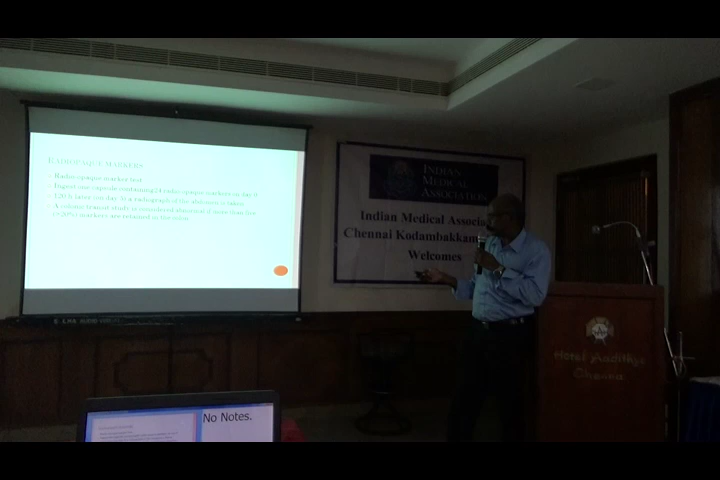 RADIOPAQUE MARKERS
– Radio opaque marker test
– Ingest one capsule containing 24 radio opaque markers on day 0
– 120 h later (on day 5) a radiograph of the abdomen is taken
– A colonic transit study is considered abnormal if more than five
(>20%) markers are retained in the colon
INDIAN
MEDICAL
ASSOCIATION
Indian Medical Associ
Chennai Kodambakkam
Welcomes
Hotel Aadithya
Chennai
No Notes.